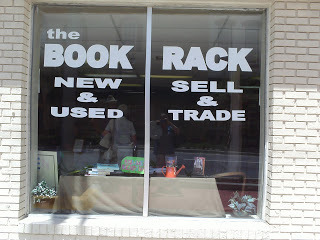 the
BOOK RACK
NEW SELL
& &
USED TRADE